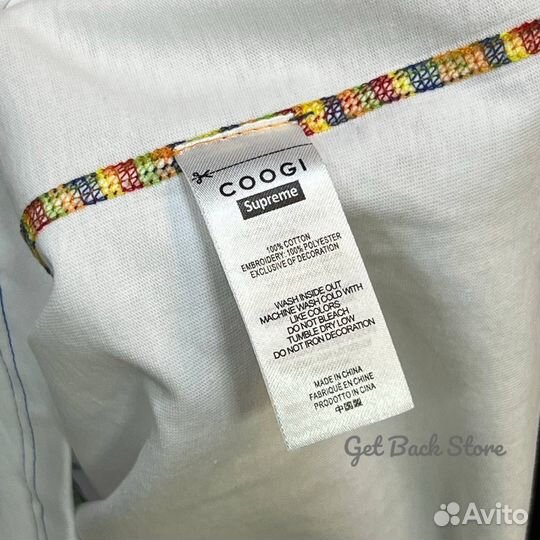 COOGI
Supreme
100% COTTON
EMBROIDERY: 100% POLYESTER
EXCLUSIVE OF DECORATION
WASH INSIDE OUT
MACHINE WASH COLD WITH
LIKE COLORS
DO NOT BLEACH
TUMBLE DRY LOW
DO NOT IRON DECORATION
MADE IN CHINA
FABRIQUÉ EN CHINE
PRODOTTO IN CINA
中国製
Get Back Store
Avito